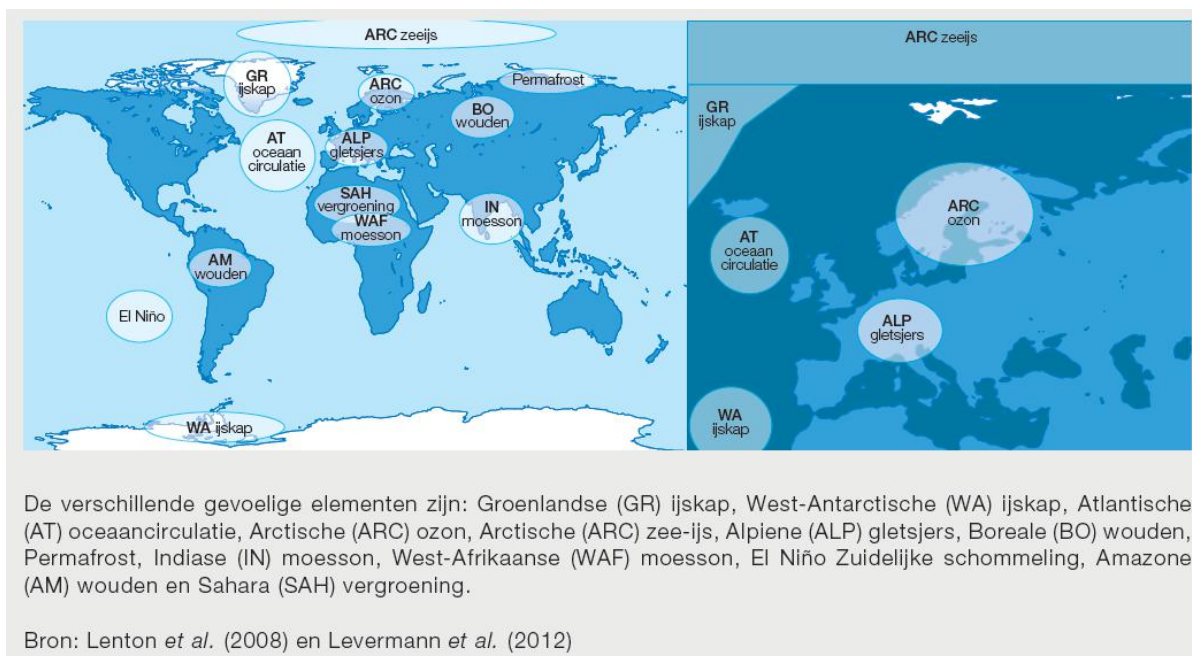 ARC zeeijs
GR
ijskap
ARC
ozon
Permafrost
BO
wouden
AT
oceaan
circulatie
ALP
gletsjers
SAH
vergroening
WAF
moesson
IN
moesson
AM
wouden
El Niño
WA ijskap
ARC zeeijs
GR
ijskap
ARC
ozon
AT
oceaan
circulatie
ALP
gletsjers
WA
ijskap
De verschillende gevoelige elementen zijn: Groenlandse (GR) ijskap, West-Antarctische (WA) ijskap, Atlantische
(AT) oceaancirculatie, Arctische (ARC) ozon, Arctische (ARC) zee-ijs, Alpiene (ALP) gletsjers, Boreale (BO) wouden,
Permafrost, Indiase (IN) moesson, West-Afrikaanse (WAF) moesson, El Niño Zuidelijke schommeling, Amazone
(AM) wouden en Sahara (SAH) vergroening.
Bron: Lenton et al. (2008) en Levermann et al. (2012)